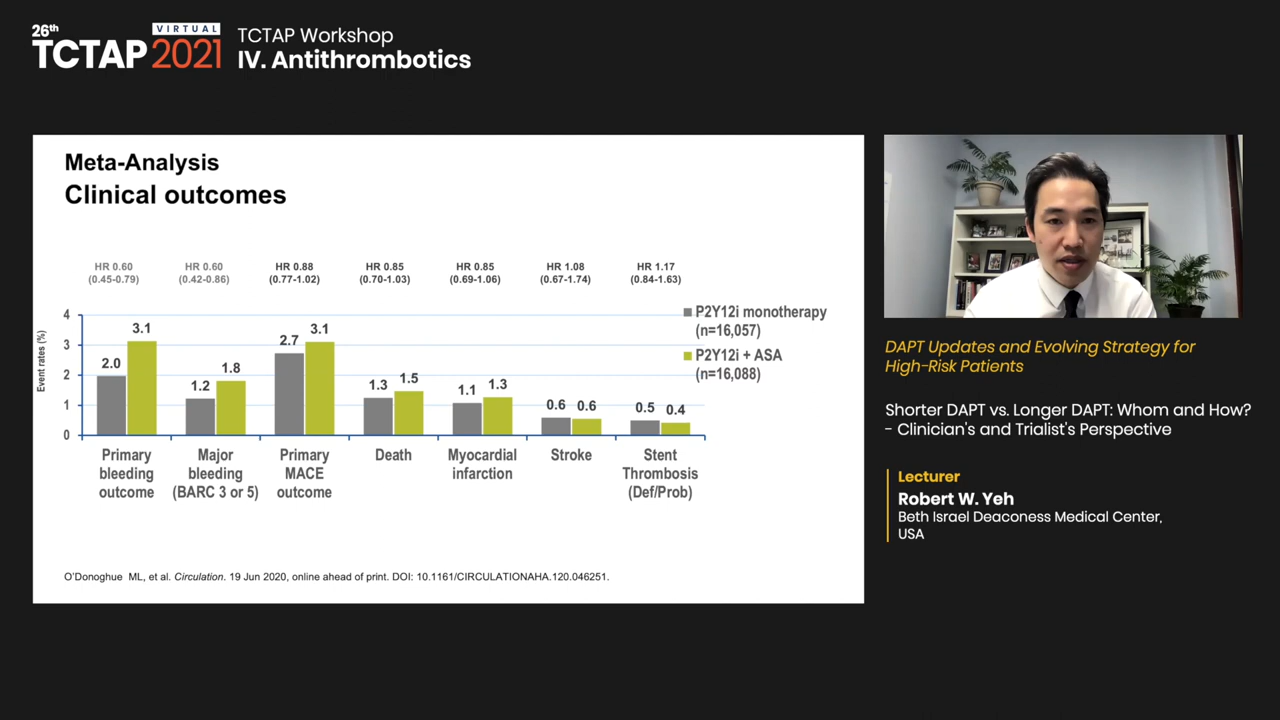 26th
VIRTUAL
TCTAP 2021
TCTAP Workshop
IV. Antithrombotics
Meta-Analysis
Clinical outcomes
HR 0.60
(0.45-0.79)
HR 0.60
(0.42-0.86)
HR 0.88
(0.77-1.02)
HR 0.85
(0.70-1.03)
HR 0.85
(0.69-1.06)
HR 1.08
(0.67-1.74)
HR 1.17
(0.84-1.63)
Event rates (%)
4
3
2
1
0
2.0
3.1
1.2
1.8
2.7
3.1
1.3
1.5
1.1
1.3
0.6
0.6
0.5
0.4
P2Y12i monotherapy
(n=16,057)
P2Y12i + ASA
(n=16,088)
Primary
bleeding
outcome
Major
bleeding
(BARC 3 or 5)
Primary
MACE
outcome
Death
Myocardial
infarction
Stroke
Stent
Thrombosis
(Def/Prob)
O'Donoghue ML, et al. Circulation. 19 Jun 2020, online ahead of print. DOI: 10.1161/CIRCULATIONAHA.120.046251.
DAPT Updates and Evolving Strategy for
High-Risk Patients
Shorter DAPT vs. Longer DAPT: Whom and How?
- Clinician's and Trialist's Perspective
Lecturer
Robert W. Yeh
Beth Israel Deaconess Medical Center,
USA